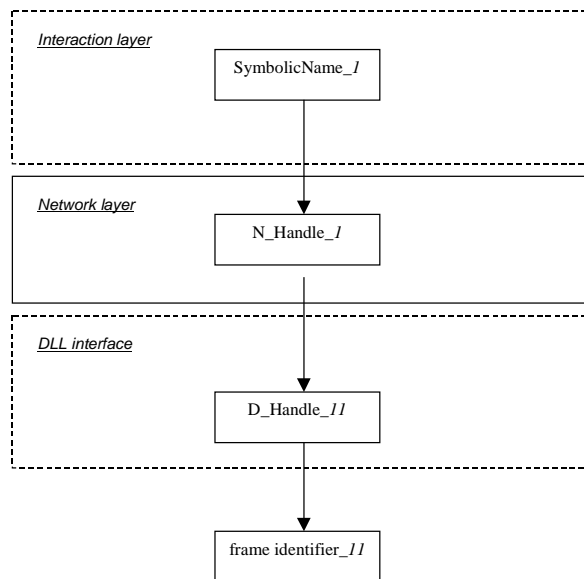 Interaction layer
SymbolicName_1
Network layer
N_Handle_1
DLL interface
D_Handle_11
frame identifier_11